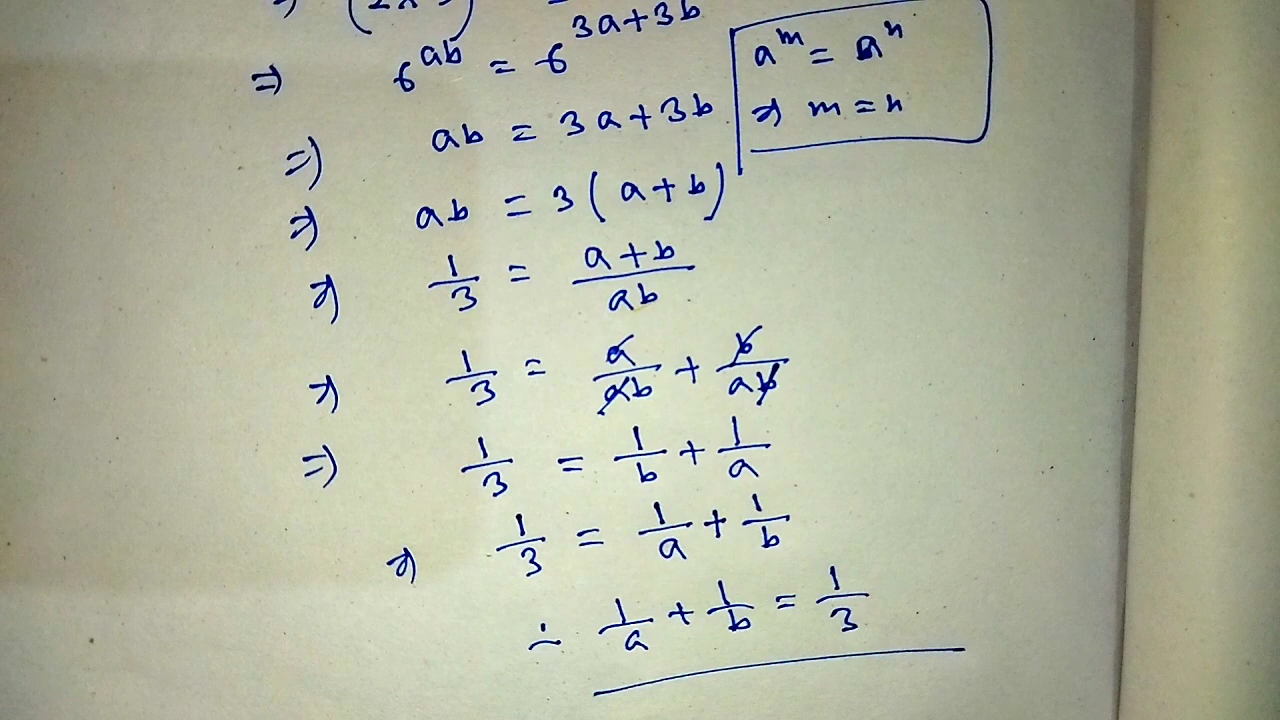 ⇒ 6^ab = 6^3a+3b
a^m = a^n
⇒ m = n
⇒) ab = 3a+3b
⇒ ab = 3(a+b)
⇒ 1/3 = a+b/ab
⇒ 1/3 = a/ab + b/ab
⇒) 1/3 = 1/b + 1/a
⇒ 1/3 = 1/a + 1/b
∴ 1/a + 1/b = 1/3